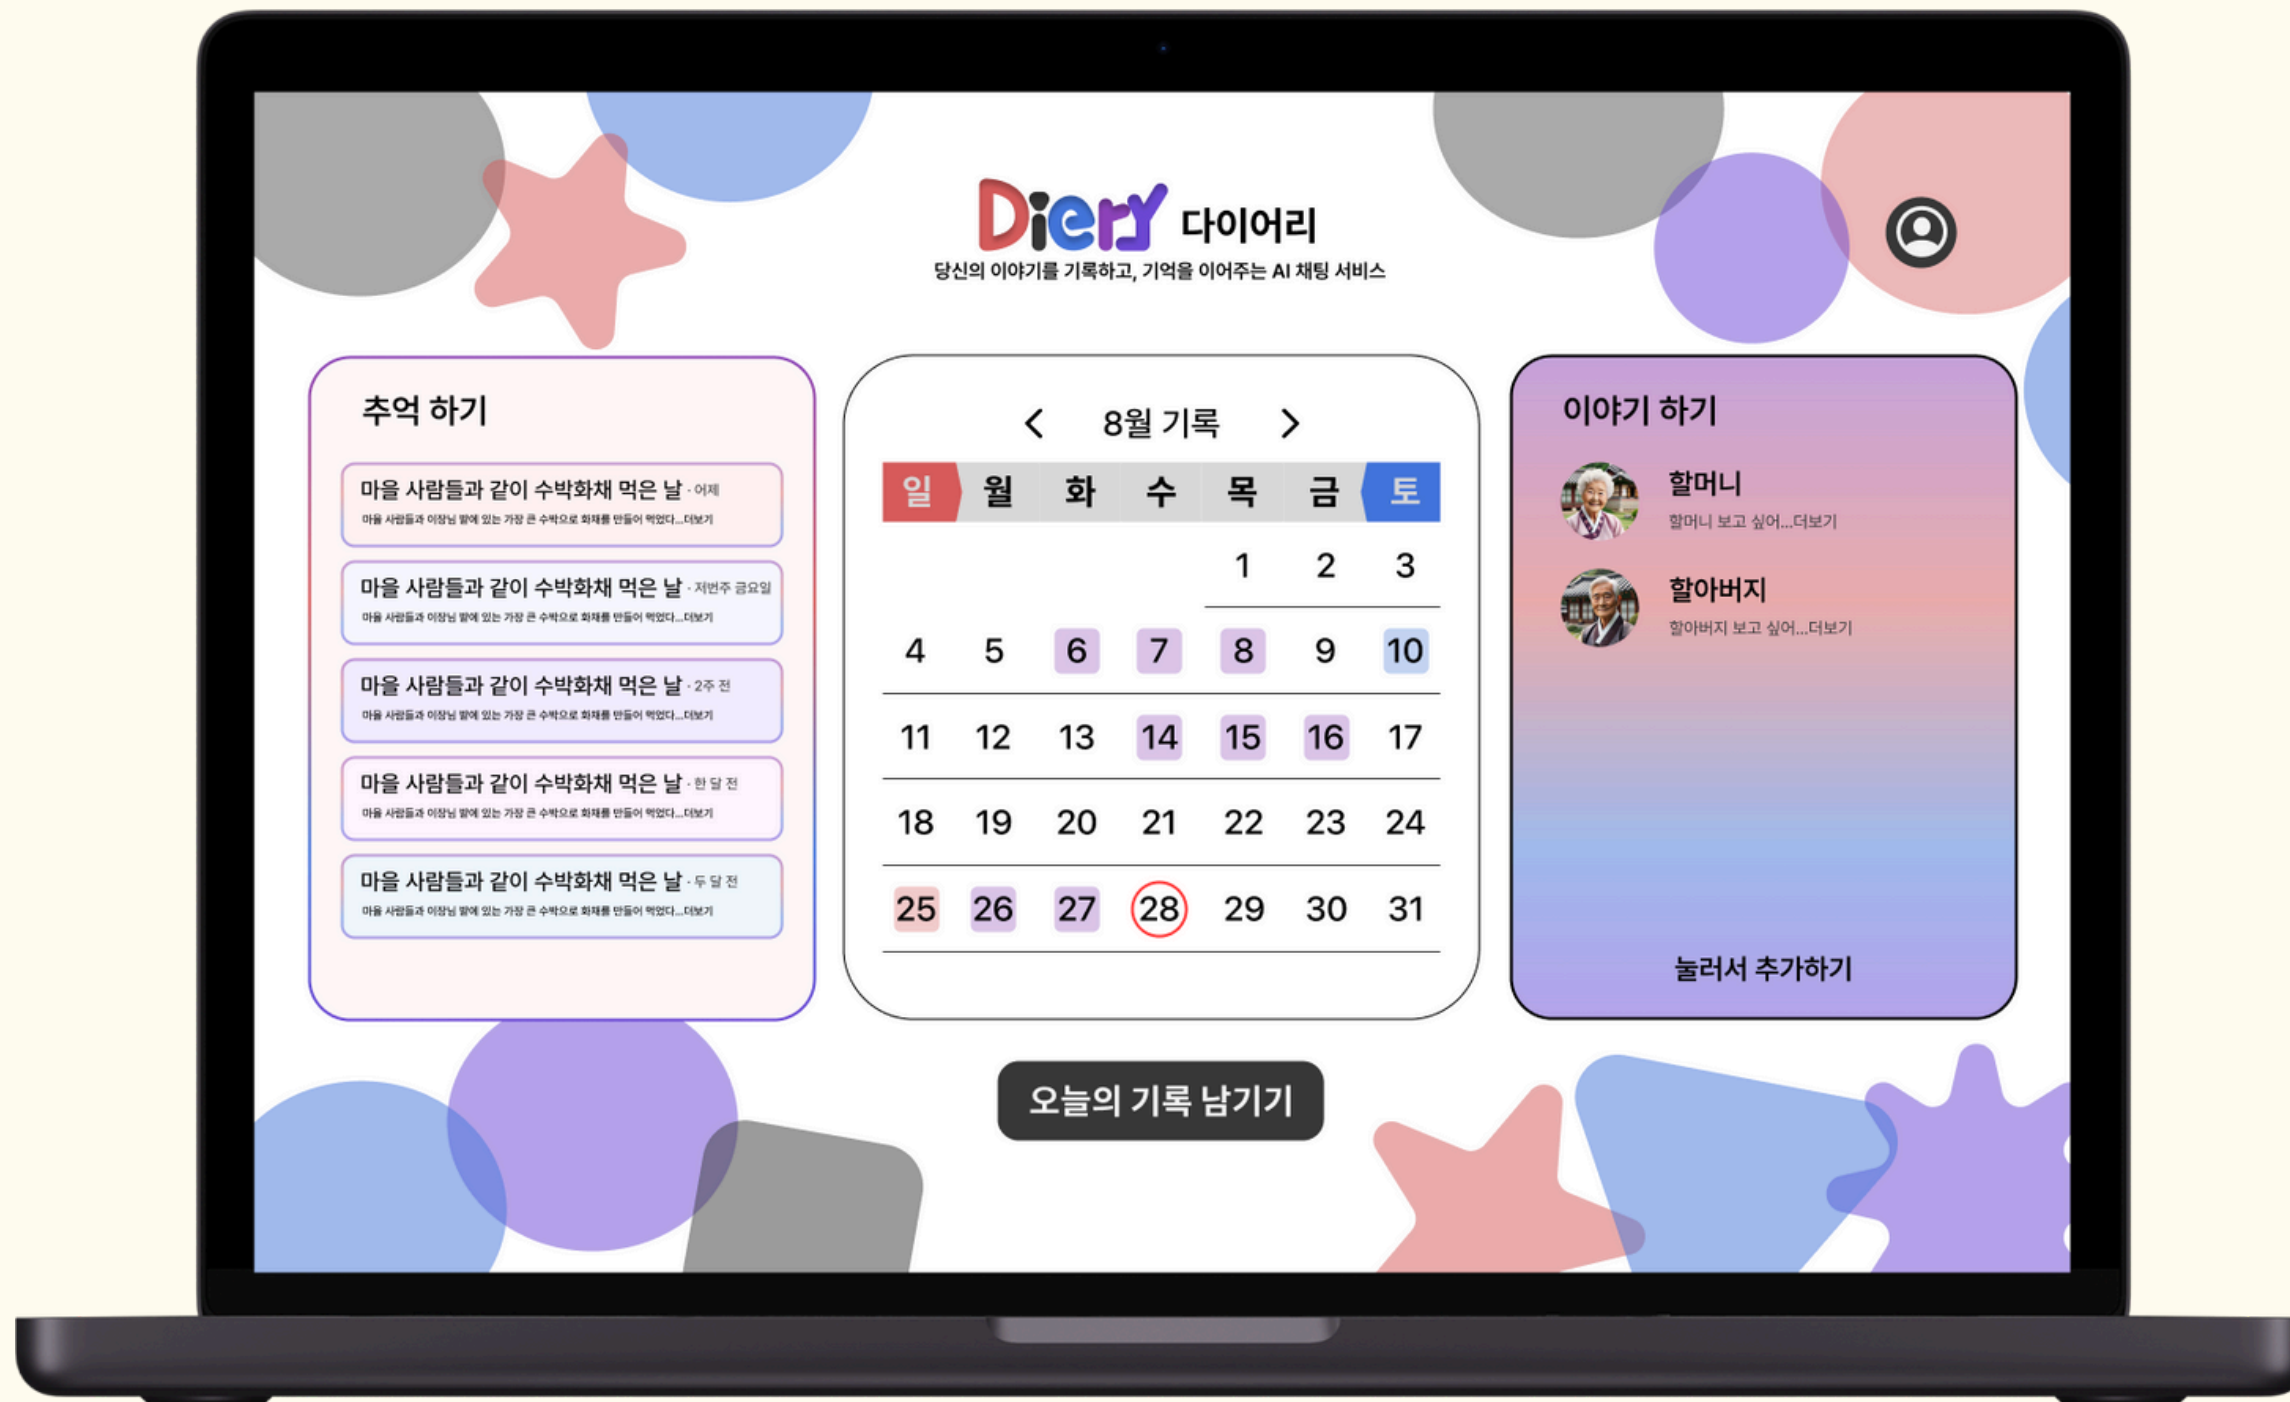 Diery 다이어리
당신의 이야기를 기록하고, 기억을 이어주는 AI 채팅 서비스
추억 하기
마을 사람들과 같이 수박화채 먹은 날 · 어제
마을 사람들과 이장님 밭에 있는 가장 큰 수박으로 화채를 만들어 먹었다...더보기
마을 사람들과 같이 수박화채 먹은 날 · 저번주 금요일
마을 사람들과 이장님 밭에 있는 가장 큰 수박으로 화채를 만들어 먹었다...더보기
마을 사람들과 같이 수박화채 먹은 날 · 2주 전
마을 사람들과 이장님 밭에 있는 가장 큰 수박으로 화채를 만들어 먹었다...더보기
마을 사람들과 같이 수박화채 먹은 날 · 한 달 전
마을 사람들과 이장님 밭에 있는 가장 큰 수박으로 화채를 만들어 먹었다...더보기
마을 사람들과 같이 수박화채 먹은 날 · 두 달 전
마을 사람들과 이장님 밭에 있는 가장 큰 수박으로 화채를 만들어 먹었다...더보기
8월 기록
일 월 화 수 목 금 토
1 2 3
4 5 6 7 8 9 10
11 12 13 14 15 16 17
18 19 20 21 22 23 24
25 26 27 28 29 30 31
이야기 하기
할머니
할머니 보고 싶어...더보기
할아버지
할아버지 보고 싶어...더보기
눌러서 추가하기
오늘의 기록 남기기